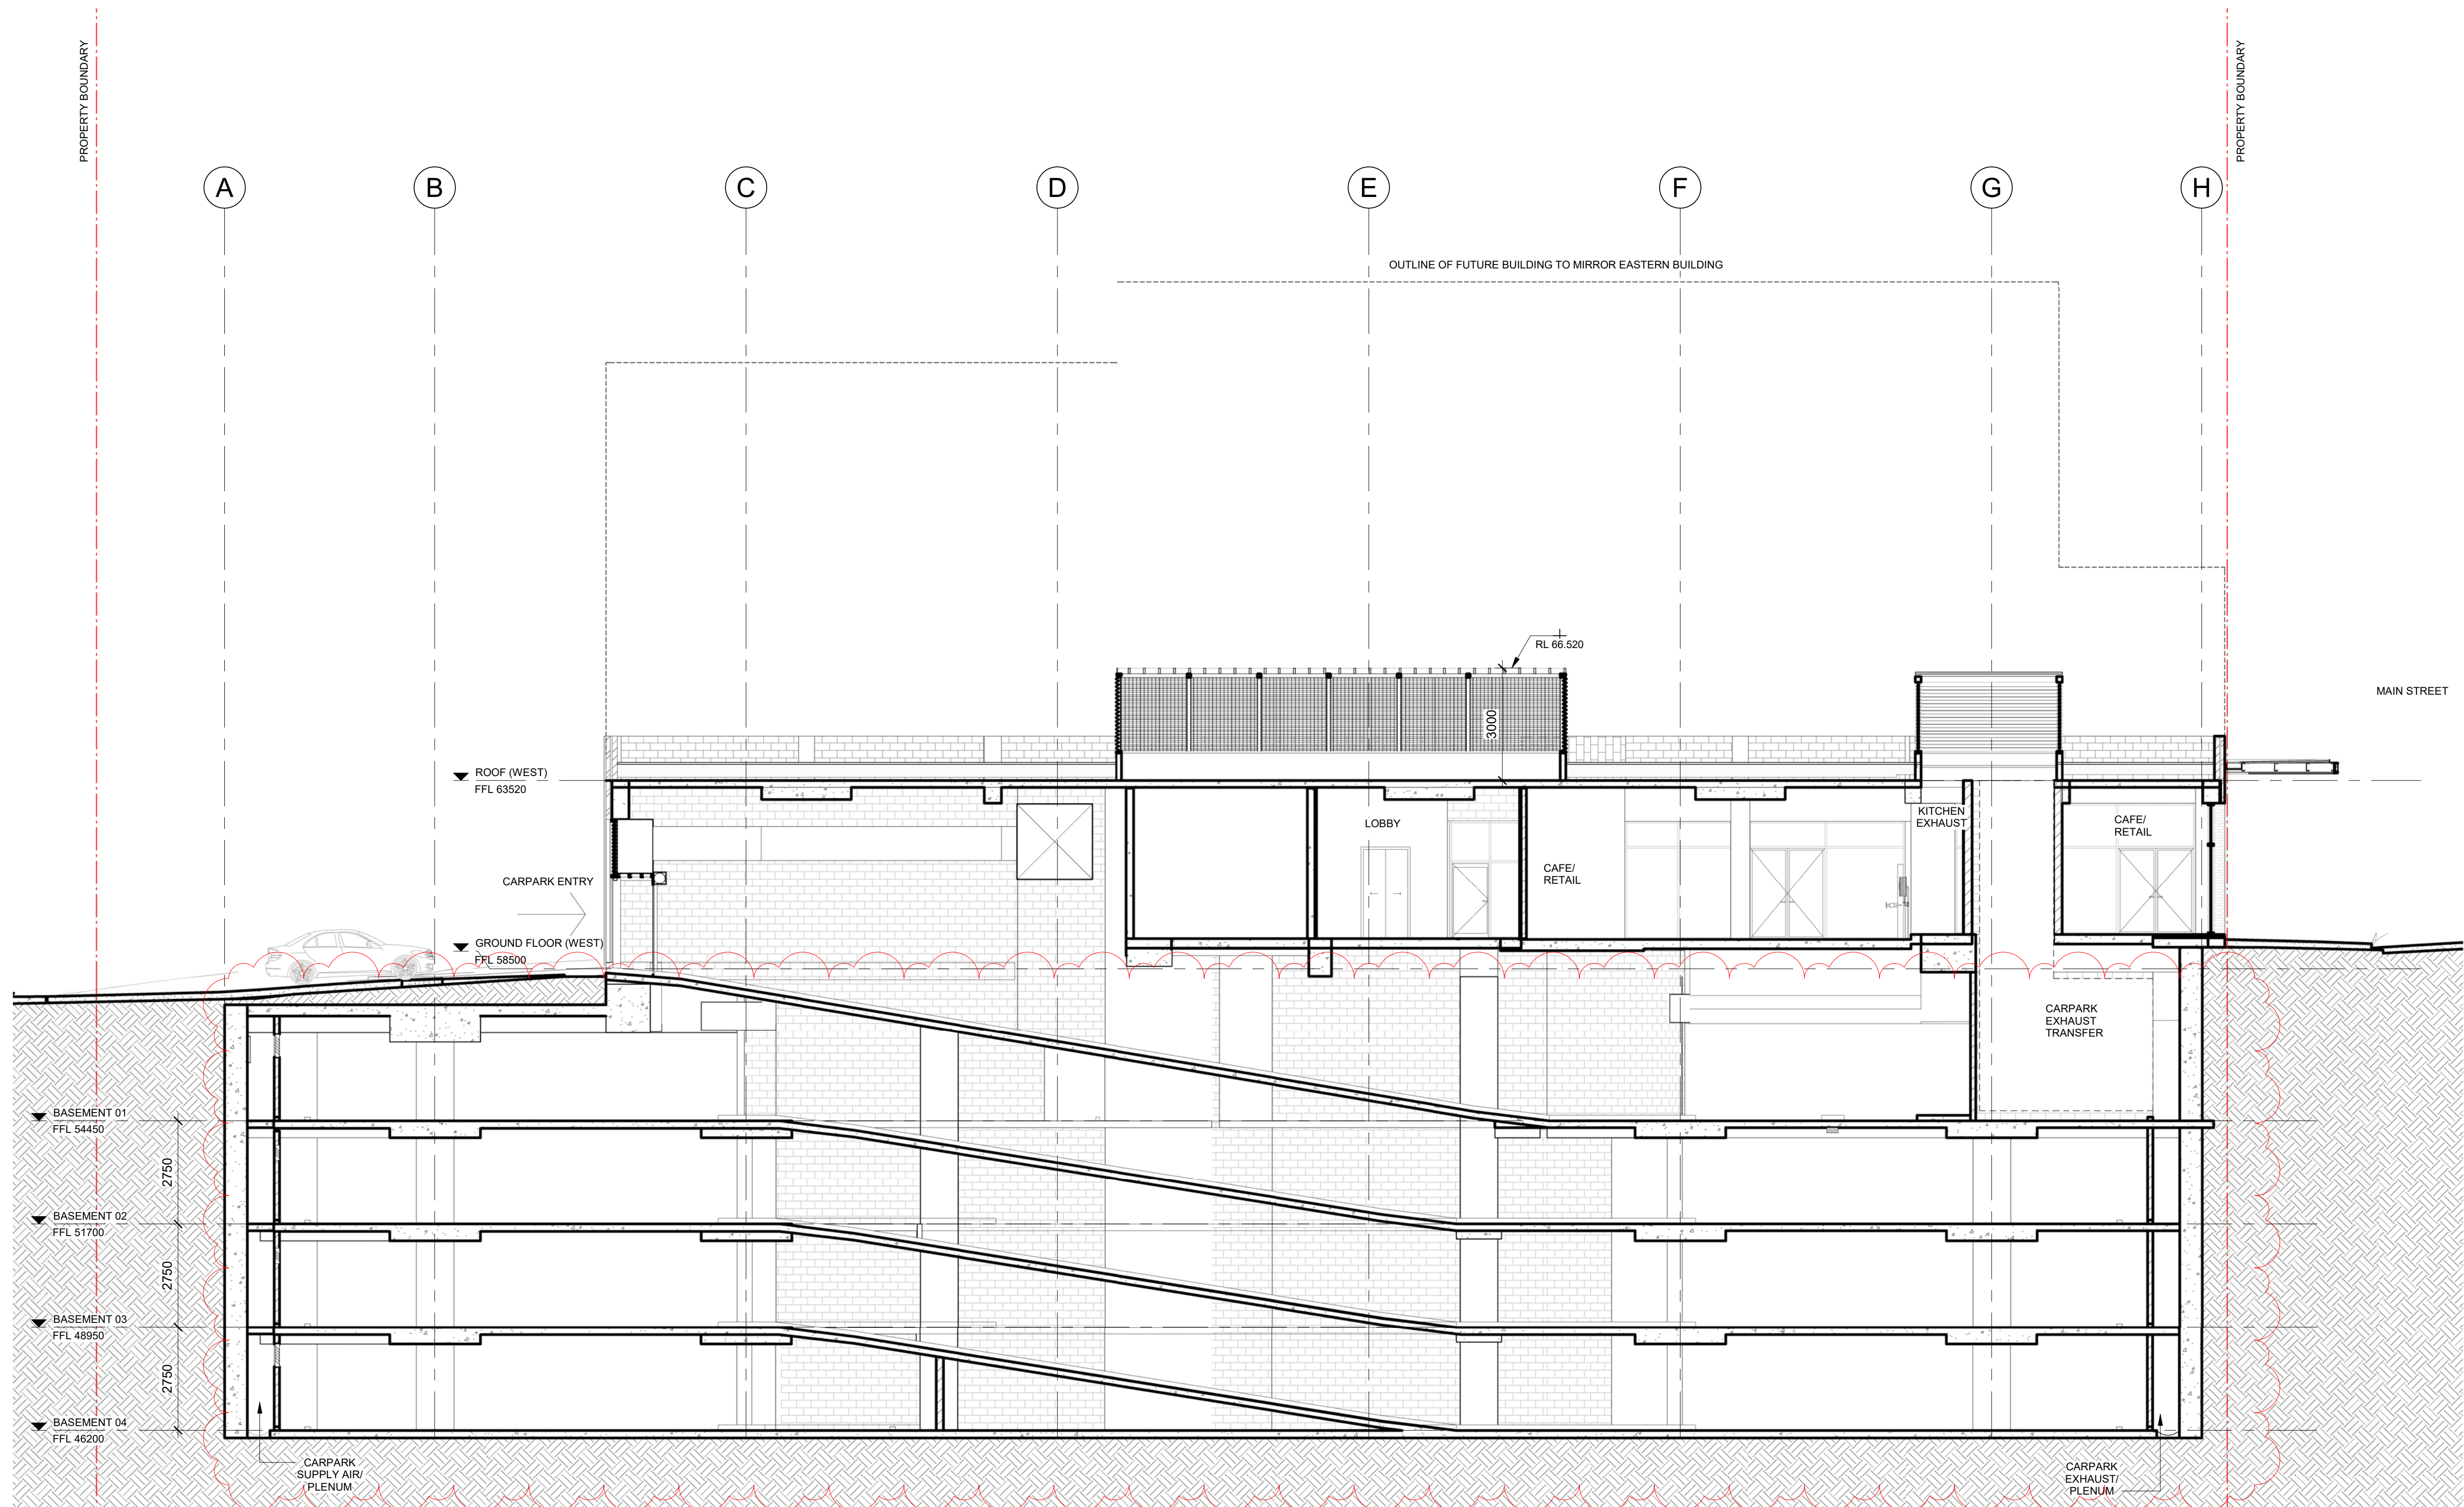 PROPERTY BOUNDARY
PROPERTY BOUNDARY
A
B
C
D
E
F
G
H
OUTLINE OF FUTURE BUILDING TO MIRROR EASTERN BUILDING
RL 66.520
MAIN STREET
3000
ROOF (WEST)
FFL 63520
LOBBY
KITCHEN
EXHAUST
CAFE/
RETAIL
CAFE/
RETAIL
CARPARK ENTRY
GROUND FLOOR (WEST)
FFL 58500
CARPARK
EXHAUST
TRANSFER
BASEMENT 01
FFL 54450
2750
BASEMENT 02
FFL 51700
2750
BASEMENT 03
FFL 48950
2750
BASEMENT 04
FFL 46200
CARPARK
SUPPLY AIR/
PLENUM
CARPARK
EXHAUST/
PLENUM